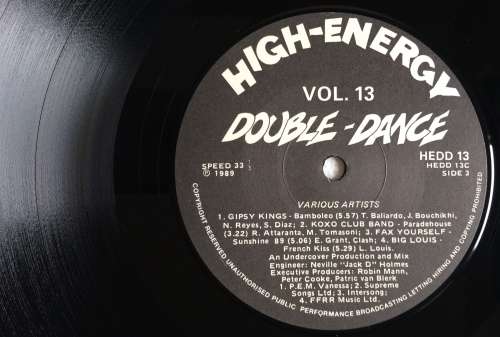 HIGH-ENERGY
VOL. 13
DOUBLE-DANCE
HEDD 13
HEDD 13C
SIDE 3
SPEED 33⅓
℗ 1989
VARIOUS ARTISTS
1. GIPSY KINGS - Bamboleo (5.57) T. Baliardo, J. Bouchikhi,
N. Reyes, S. Diaz; 2. KOXO CLUB BAND - Paradehouse
(3.22) R. Attaranta, M. Tomasoni; 3. FAX YOURSELF -
Sunshine 89 (5.06) E. Grant, Clash; 4. BIG LOUIS -
French Kiss (5.29) L. Louis.
An Undercover Production and Mix
Engineer: Neville "Jack D" Holmes
Executive Producers: Robin Mann,
Peter Cooke, Patric van Blerk
1. P.E.M. Vanessa; 2. Supreme
Songs Ltd; 3. Intersong;
4. FFRR Music Ltd.
COPYRIGHT RESERVED UNAUTHORISED PUBLIC PERFORMANCE BROADCASTING LETTING HIRING AND COPYING PROHIBITED